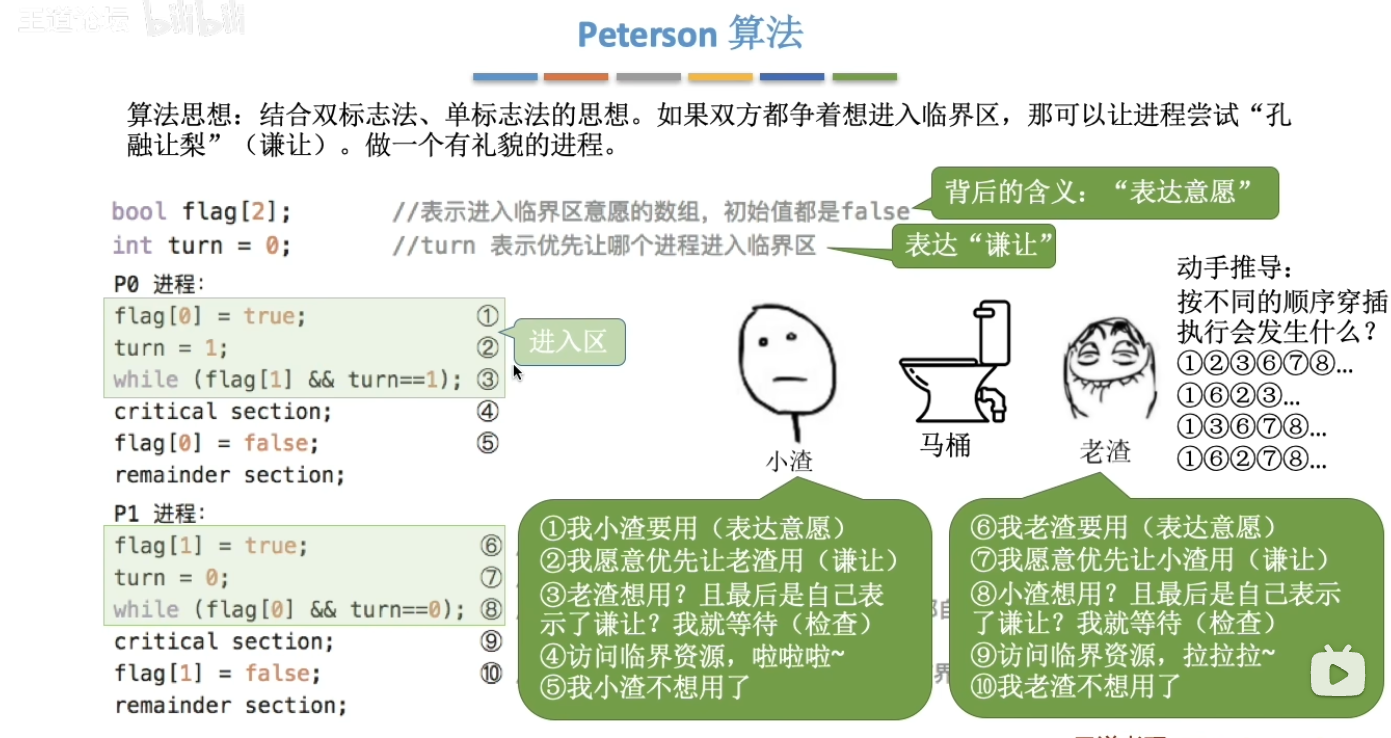 王道论坛 bilibili
Peterson 算法
算法思想：结合双标志法、单标志法的思想。如果双方都争着想进入临界区，那可以让进程尝试“孔
融让梨”（谦让）。做一个有礼貌的进程。
背后的含义：“表达意愿”
bool flag[2]; //表示进入临界区意愿的数组，初始值都是false
int turn = 0; //turn 表示优先让哪个进程进入临界区
表达“谦让”
P0 进程：
flag[0] = true; ①
turn = 1; ②
while (flag[1] && turn==1); ③
critical section; ④
flag[0] = false; ⑤
remainder section;
进入区
P1 进程：
flag[1] = true; ⑥
turn = 0; ⑦
while (flag[0] && turn==0); ⑧
critical section; ⑨
flag[1] = false; ⑩
remainder section;
动手推导：
按不同的顺序穿插
执行会发生什么？
①②③⑥⑦⑧...
①⑥②③...
①③⑥⑦⑧...
①⑥②⑦⑧...
小渣
马桶
老渣
①我小渣要用（表达意愿）
②我愿意优先让老渣用（谦让）
③老渣想用？且最后是自己表
示了谦让？我就等待（检查）
④访问临界资源，啦啦啦~
⑤我小渣不想用了
⑥我老渣要用（表达意愿）
⑦我愿意优先让小渣用（谦让）
⑧小渣想用？且最后是自己表示
了谦让？我就等待（检查）
⑨访问临界资源，拉拉拉~
⑩我老渣不想用了